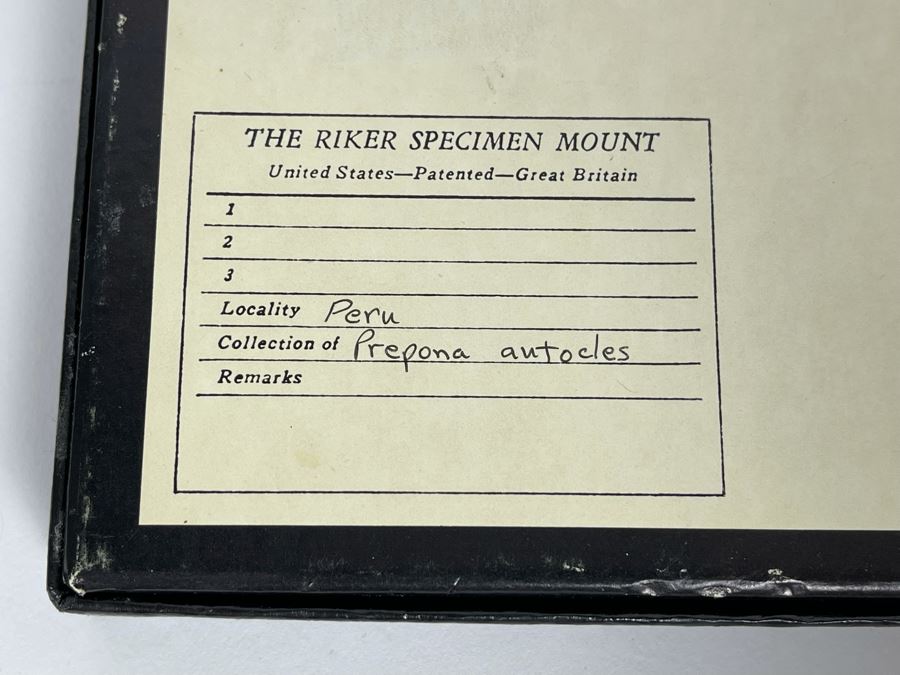 THE RIKER SPECIMEN MOUNT
United States—Patented—Great Britain
1
2
3
Locality Peru
Collection of Prepona autocles
Remarks